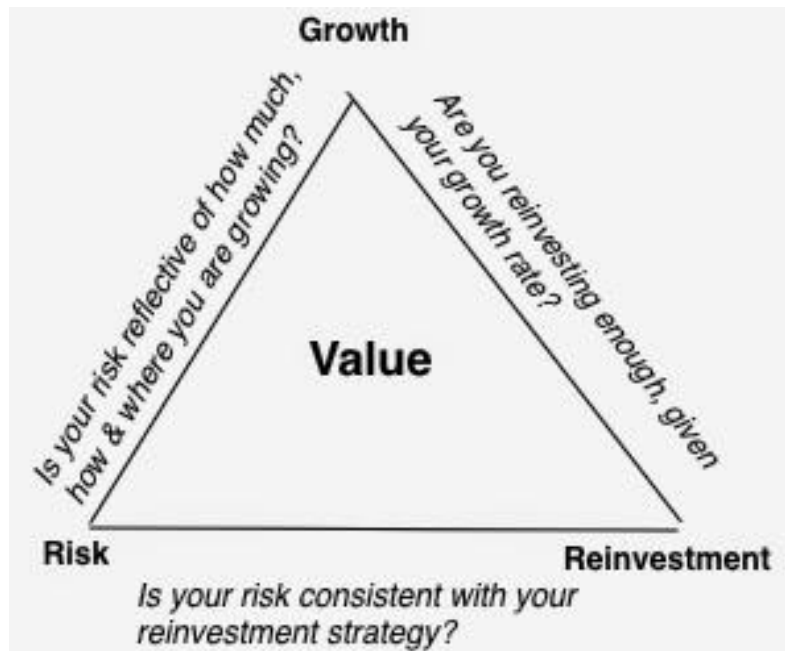 Growth
Is your risk reflective of how much,
how & where you are growing?
Are you reinvesting enough, given
your growth rate?
Value
Risk
Reinvestment
Is your risk consistent with your
reinvestment strategy?